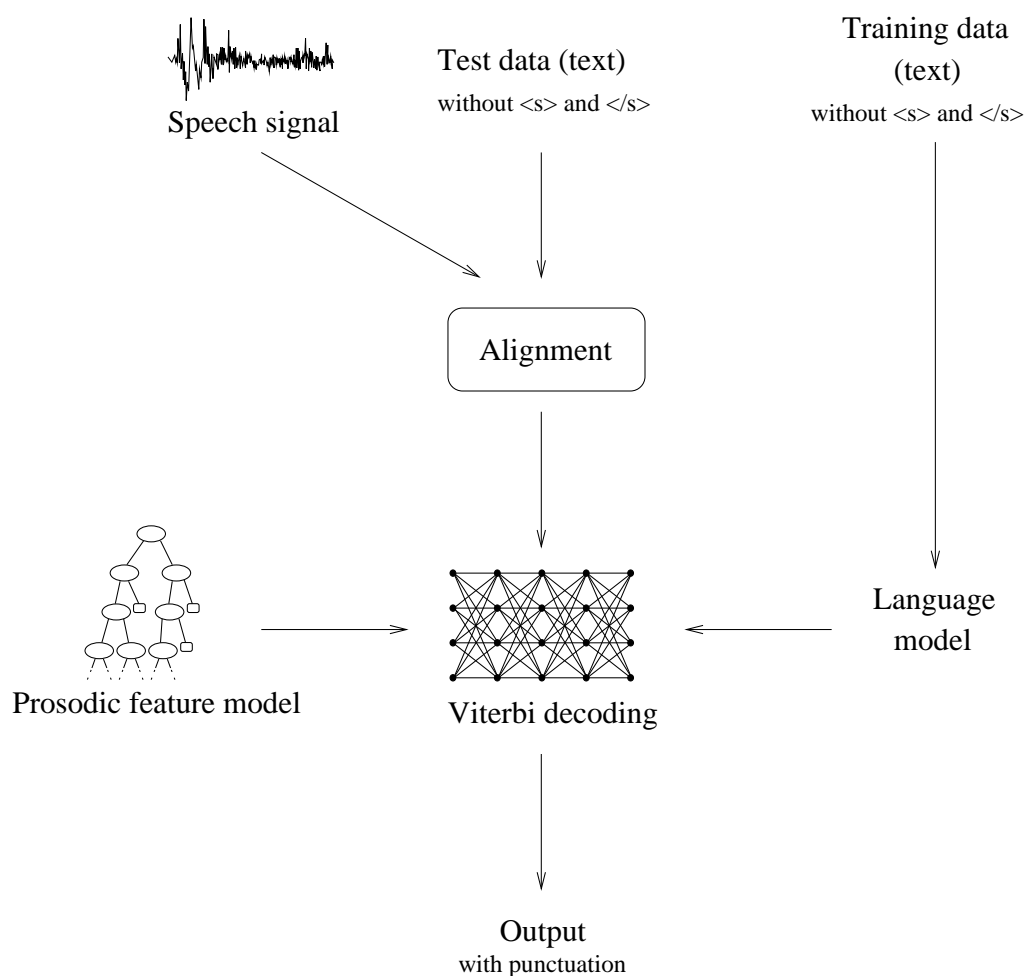 Speech signal
Test data (text)
without <s> and </s>
Training data
(text)
without <s> and </s>
Alignment
Prosodic feature model
Viterbi decoding
Language
model
Output
with punctuation